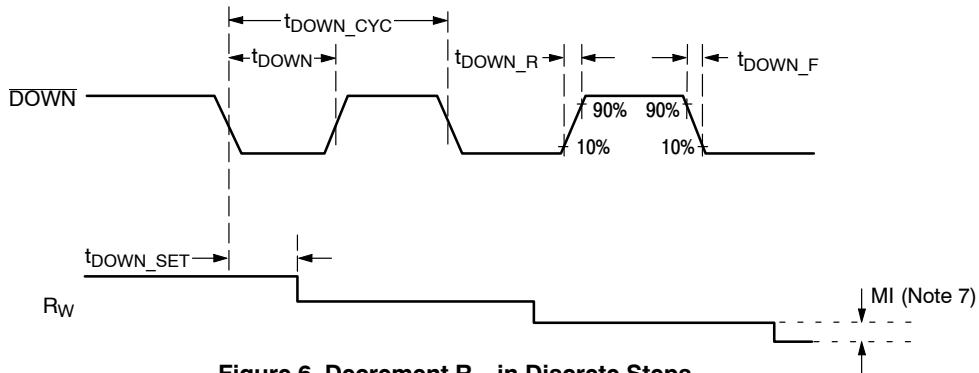 tDOWN_CYC
tDOWN
tDOWN_R
tDOWN_F
DOWN
90% 90%
10% 10%
tDOWN_SET
RW
MI (Note 7)
Figure 6. Decrement R in Discrete Steps